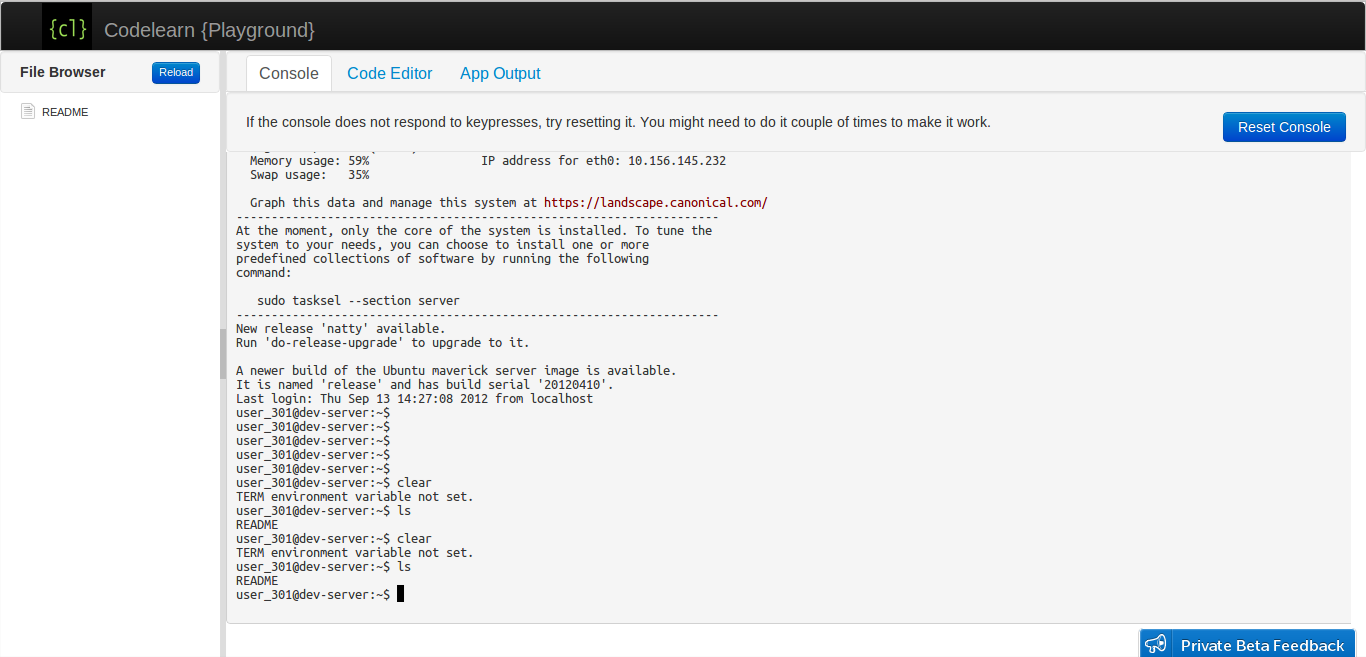 {cl} Codelearn {Playground}
File Browser
Reload
Console
Code Editor
App Output
README
If the console does not respond to keypresses, try resetting it. You might need to do it couple of times to make it work.
Reset Console
Memory usage: 59% IP address for eth0: 10.156.145.232
Swap usage: 35%
Graph this data and manage this system at https://landscape.canonical.com/
---------------------------------------------------------------------
At the moment, only the core of the system is installed. To tune the
system to your needs, you can choose to install one or more
predefined collections of software by running the following
command:
sudo tasksel --section server
---------------------------------------------------------------------
New release 'natty' available.
Run 'do-release-upgrade' to upgrade to it.
A newer build of the Ubuntu maverick server image is available.
It is named 'release' and has build serial '20120410'.
Last login: Thu Sep 13 14:27:08 2012 from localhost
user_301@dev-server:~$
user_301@dev-server:~$
user_301@dev-server:~$
user_301@dev-server:~$
user_301@dev-server:~$
user_301@dev-server:~$ clear
TERM environment variable not set.
user_301@dev-server:~$ ls
README
user_301@dev-server:~$ clear
TERM environment variable not set.
user_301@dev-server:~$ ls
README
user_301@dev-server:~$
Private Beta Feedback